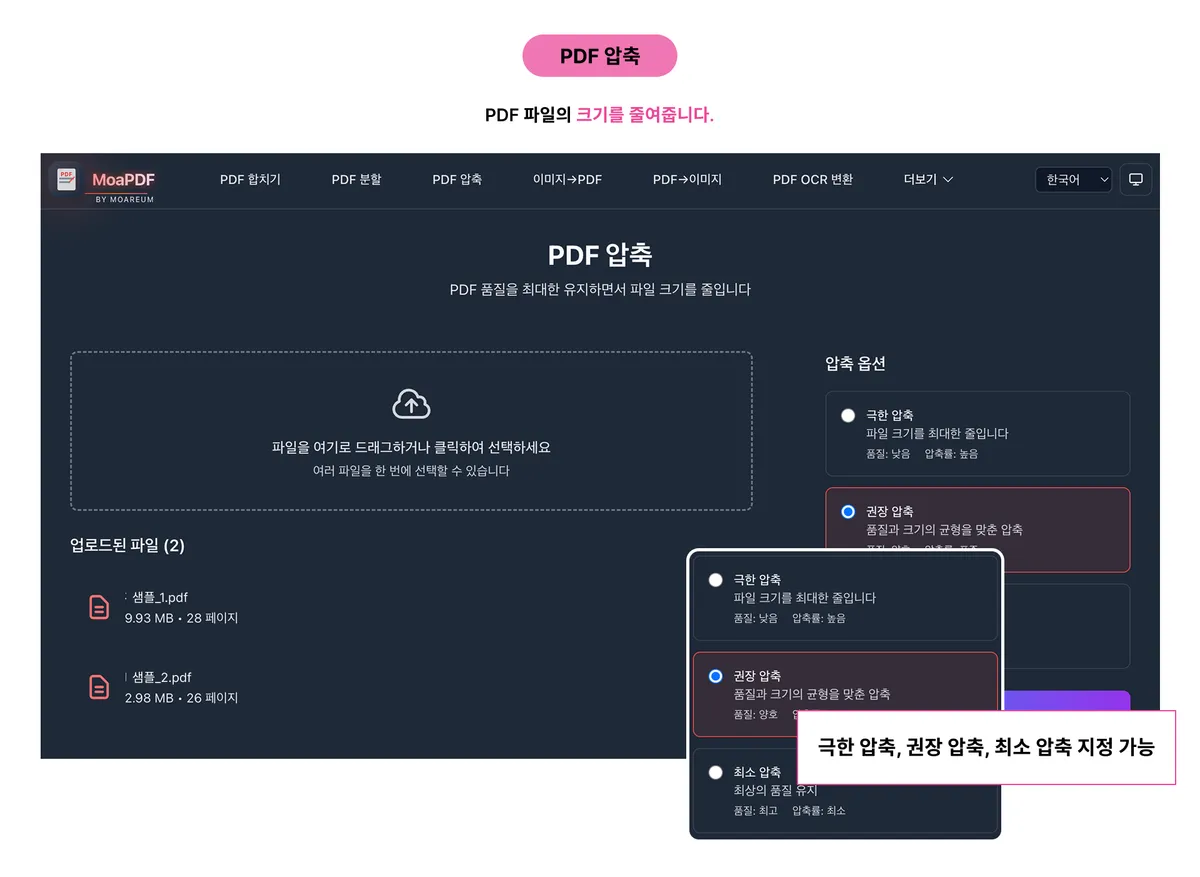 PDF 압축
PDF 파일의 크기를 줄여줍니다.
PDF
MoaPDF
BY MOAREUM
PDF 합치기
PDF 분할
PDF 압축
이미지→PDF
PDF→이미지
PDF OCR 변환
더보기
한국어
PDF 압축
PDF 품질을 최대한 유지하면서 파일 크기를 줄입니다
파일을 여기로 드래그하거나 클릭하여 선택하세요
여러 파일을 한 번에 선택할 수 있습니다
업로드된 파일 (2)
샘플_1.pdf
9.93 MB • 28 페이지
샘플_2.pdf
2.98 MB • 26 페이지
압축 옵션
극한 압축
파일 크기를 최대한 줄입니다
품질: 낮음 압축률: 높음
권장 압축
품질과 크기의 균형을 맞춘 압축
극한 압축
파일 크기를 최대한 줄입니다
품질: 낮음 압축률: 높음
권장 압축
품질과 크기의 균형을 맞춘 압축
품질: 양호
최소 압축
최상의 품질 유지
품질: 최고 압축률: 최소
극한 압축, 권장 압축, 최소 압축 지정 가능